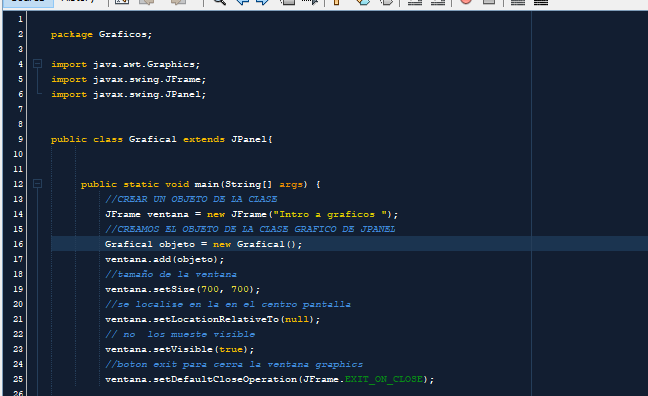 1
2 package Graficos;
3
4 import java.awt.Graphics;
5 import javax.swing.JFrame;
6 import javax.swing.JPanel;
7
8
9 public class Grafical extends JPanel{
10
11
12 public static void main(String[] args) {
13 //CREAR UN OBJETO DE LA CLASE
14 JFrame ventana = new JFrame("Intro a graficos ");
15 //CREAMOS EL OBJETO DE LA CLASE GRAFICO DE JPANEL
16 Grafical objeto = new Grafical();
17 ventana.add(objeto);
18 //tamaño de la ventana
19 ventana.setSize(700, 700);
20 //se localize en la en el centro pantalla
21 ventana.setLocationRelativeTo(null);
22 // no  los mueste visible
23 ventana.setVisible(true);
24 //boton exit para cerra la ventana graphics
25 ventana.setDefaultCloseOperation(JFrame.EXIT_ON_CLOSE);
26